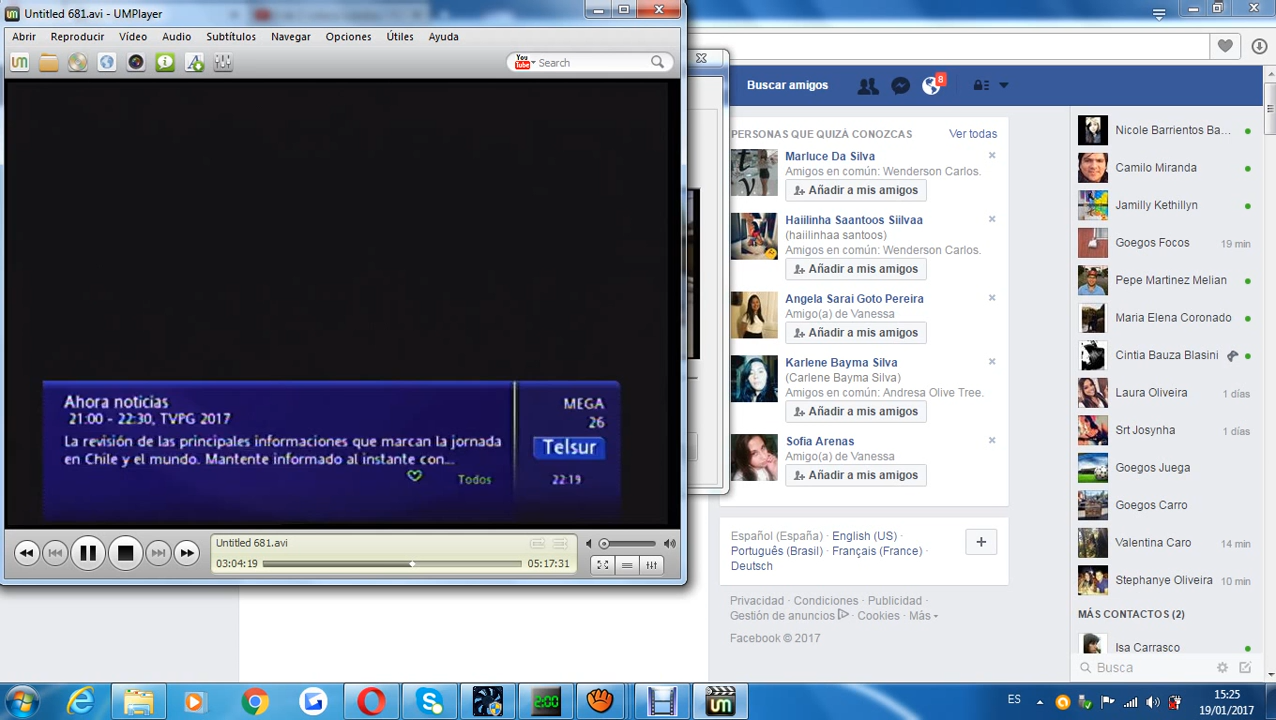 Untitled 681.avi - UMPlayer
Abrir Reproducir Vídeo Audio Subtítulos Navegar Opciones Útiles Ayuda
You Tube Search
Ahora noticias
21:00 - 22:30, TVPG 2017
La revisión de las principales informaciones que marcan la jornada
en Chile y el mundo. Mantente informado al instante con...
Todos
MEGA
26
Telsur
22:19
Untitled 681.avi
03:04:19 05:17:31
Buscar amigos 8
PERSONAS QUE QUIZÁ CONOZCAS Ver todas
Marluce Da Silva
Amigos en común: Wenderson Carlos.
Añadir a mis amigos
Haiilinha Saantoos Siilvaa
(haiilinhaa santoos)
Amigos en común: Wenderson Carlos.
Añadir a mis amigos
Angela Sarai Goto Pereira
Amigo(a) de Vanessa
Añadir a mis amigos
Karlene Bayma Silva
(Carlene Bayma Silva)
Amigos en común: Andresa Olive Tree.
Añadir a mis amigos
Sofia Arenas
Amigo(a) de Vanessa
Añadir a mis amigos
Español (España) · English (US) ·
Português (Brasil) · Français (France) ·
Deutsch
Privacidad · Condiciones · Publicidad ·
Gestión de anuncios · Cookies · Más
Facebook © 2017
Nicole Barrientos Ba...
Camilo Miranda
Jamilly Kethillyn
Goegos Focos 19 min
Pepe Martinez Melian
Maria Elena Coronado
Cintia Bauza Blasini
Laura Oliveira 1 días
Srt Josynha 1 días
Goegos Juega
Goegos Carro
Valentina Caro 14 min
Stephanye Oliveira 10 min
MÁS CONTACTOS (2)
Isa Carrasco
Busca
2:00
um
ES
15:25
19/01/2017